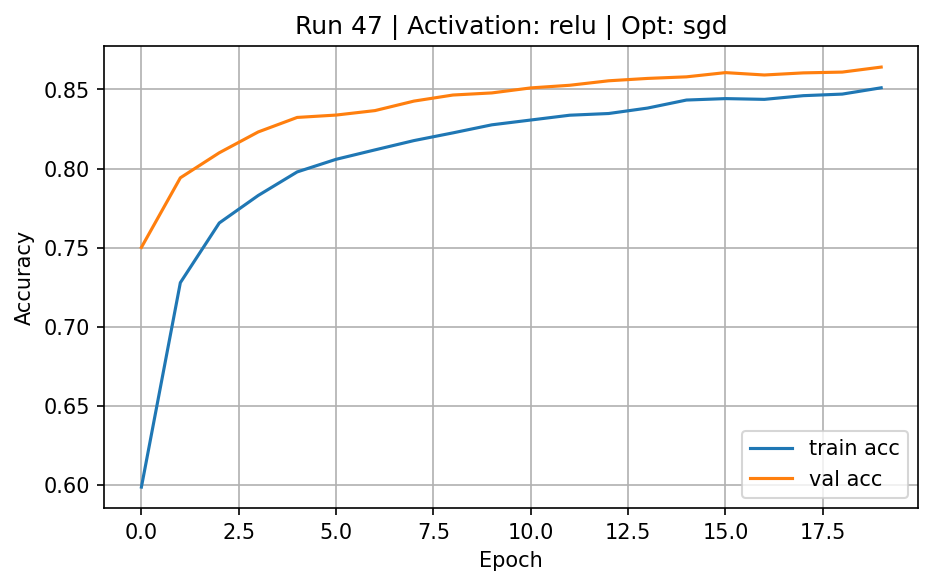 Run 47 | Activation: relu | Opt: sgd
Accuracy
0.85
0.80
0.75
0.70
0.65
0.60
train acc
val acc
0.0 2.5 5.0 7.5 10.0 12.5 15.0 17.5
Epoch